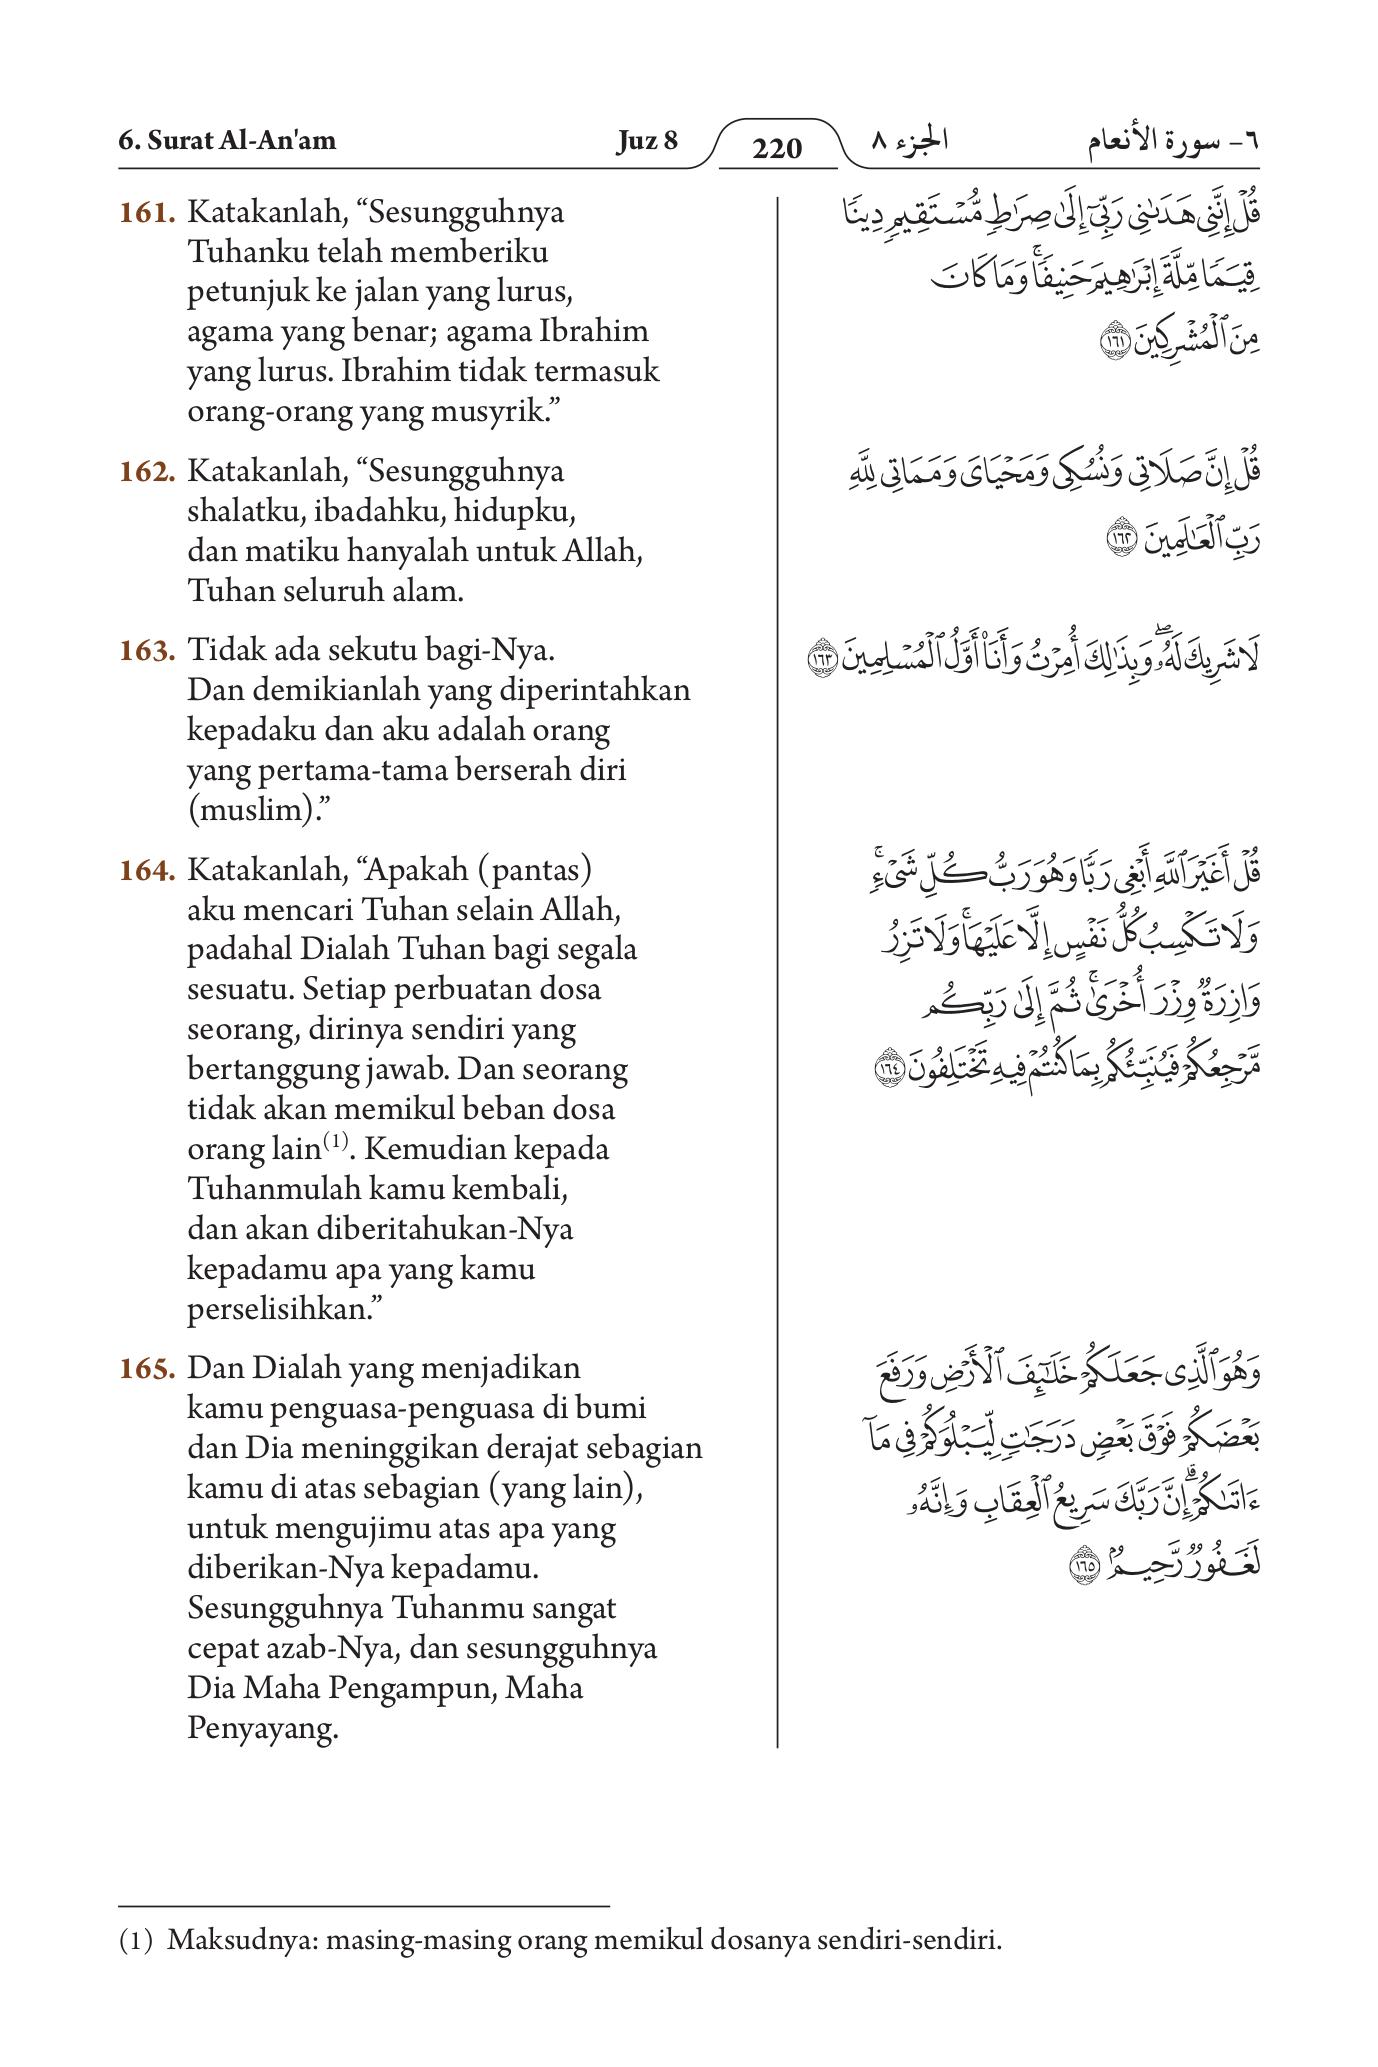 6. Surat Al-An'am
Juz 8
220
الجزء ٨
٦- سورة الأنعام
161. Katakanlah, “Sesungguhnya
Tuhanku telah memberiku
petunjuk ke jalan yang lurus,
agama yang benar; agama Ibrahim
yang lurus. Ibrahim tidak termasuk
orang-orang yang musyrik.”
162. Katakanlah, “Sesungguhnya
shalatku, ibadahku, hidupku,
dan matiku hanyalah untuk Allah,
Tuhan seluruh alam.
163. Tidak ada sekutu bagi-Nya.
Dan demikianlah yang diperintahkan
kepadaku dan aku adalah orang
yang pertama-tama berserah diri
(muslim).”
164. Katakanlah, “Apakah (pantas)
aku mencari Tuhan selain Allah,
padahal Dialah Tuhan bagi segala
sesuatu. Setiap perbuatan dosa
seorang, dirinya sendiri yang
bertanggung jawab. Dan seorang
tidak akan memikul beban dosa
orang lain(1). Kemudian kepada
Tuhanmulah kamu kembali,
dan akan diberitahukan-Nya
kepadamu apa yang kamu
perselisihkan.”
165. Dan Dialah yang menjadikan
kamu penguasa-penguasa di bumi
dan Dia meninggikan derajat sebagian
kamu di atas sebagian (yang lain),
untuk mengujimu atas apa yang
diberikan-Nya kepadamu.
Sesungguhnya Tuhanmu sangat
cepat azab-Nya, dan sesungguhnya
Dia Maha Pengampun, Maha
Penyayang.
قُلْ إِنَّنِى هَدَىٰنِى رَبِّىٓ إِلَىٰ صِرَٰطٍ مُّسْتَقِيمٍ دِينًا
قِيَمًا مِّلَّةَ إِبْرَٰهِيمَ حَنِيفًا ۚ وَمَا كَانَ
مِنَ ٱلْمُشْرِكِينَ ١٦١
قُلْ إِنَّ صَلَاتِى وَنُسُكِى وَمَحْيَاىَ وَمَمَاتِى لِلَّهِ
رَبِّ ٱلْعَٰلَمِينَ ١٦٢
لَا شَرِيكَ لَهُۥ ۖ وَبِذَٰلِكَ أُمِرْتُ وَأَنَا۠ أَوَّلُ ٱلْمُسْلِمِينَ ١٦٣
قُلْ أَغَيْرَ ٱللَّهِ أَبْغِى رَبًّا وَهُوَ رَبُّ كُلِّ شَىْءٍ ۚ
وَلَا تَكْسِبُ كُلُّ نَفْسٍ إِلَّا عَلَيْهَا ۚ وَلَا تَزِرُ
وَازِرَةٌ وِزْرَ أُخْرَىٰ ۚ ثُمَّ إِلَىٰ رَبِّكُم
مَّرْجِعُكُمْ فَيُنَبِّئُكُم بِمَا كُنتُمْ فِيهِ تَخْتَلِفُونَ ١٦٤
وَهُوَ ٱلَّذِى جَعَلَكُمْ خَلَٰٓئِفَ ٱلْأَرْضِ وَرَفَعَ
بَعْضَكُمْ فَوْقَ بَعْضٍ دَرَجَٰتٍ لِّيَبْلُوَكُمْ فِى مَآ
ءَاتَىٰكُمْ ۗ إِنَّ رَبَّكَ سَرِيعُ ٱلْعِقَابِ وَإِنَّهُۥ
لَغَفُورٌ رَّحِيمٌۢ ١٦٥
(1) Maksudnya: masing-masing orang memikul dosanya sendiri-sendiri.